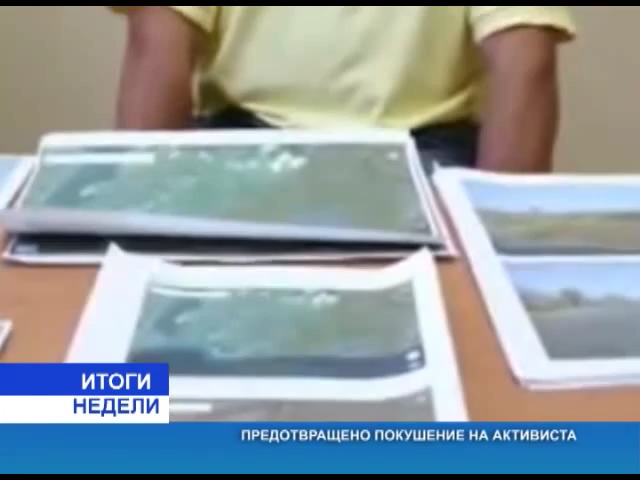 ИТОГИ
НЕДЕЛИ
ПРЕДОТВРАЩЕНО ПОКУШЕНИЕ НА АКТИВИСТА